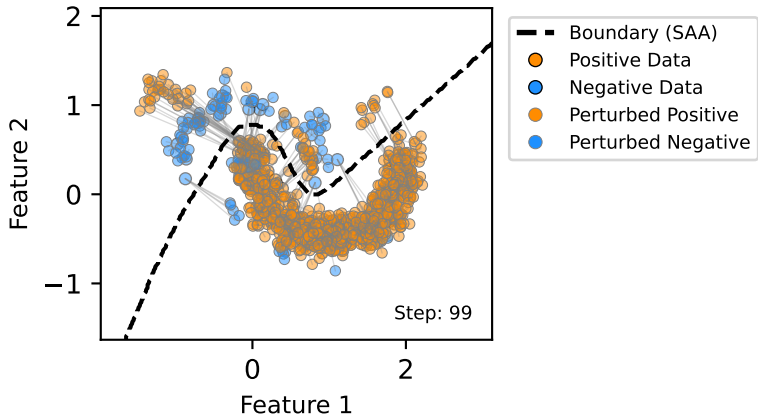 2
1
0
−1
Feature 2
0
2
Feature 1
Step: 99
Boundary (SAA)
Positive Data
Negative Data
Perturbed Positive
Perturbed Negative